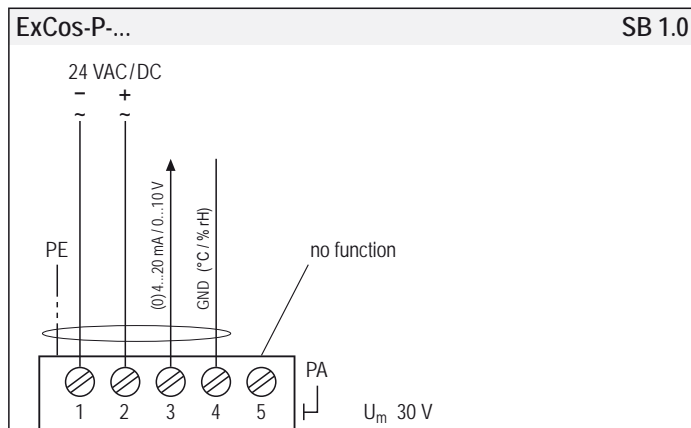 ExCos-P-... SB 1.0
24 VAC/DC
– +
~ ~
(0) 4...20 mA / 0...10 V
GND (°C / % rH)
PE
no function
PA
1 2 3 4 5
Um 30 V